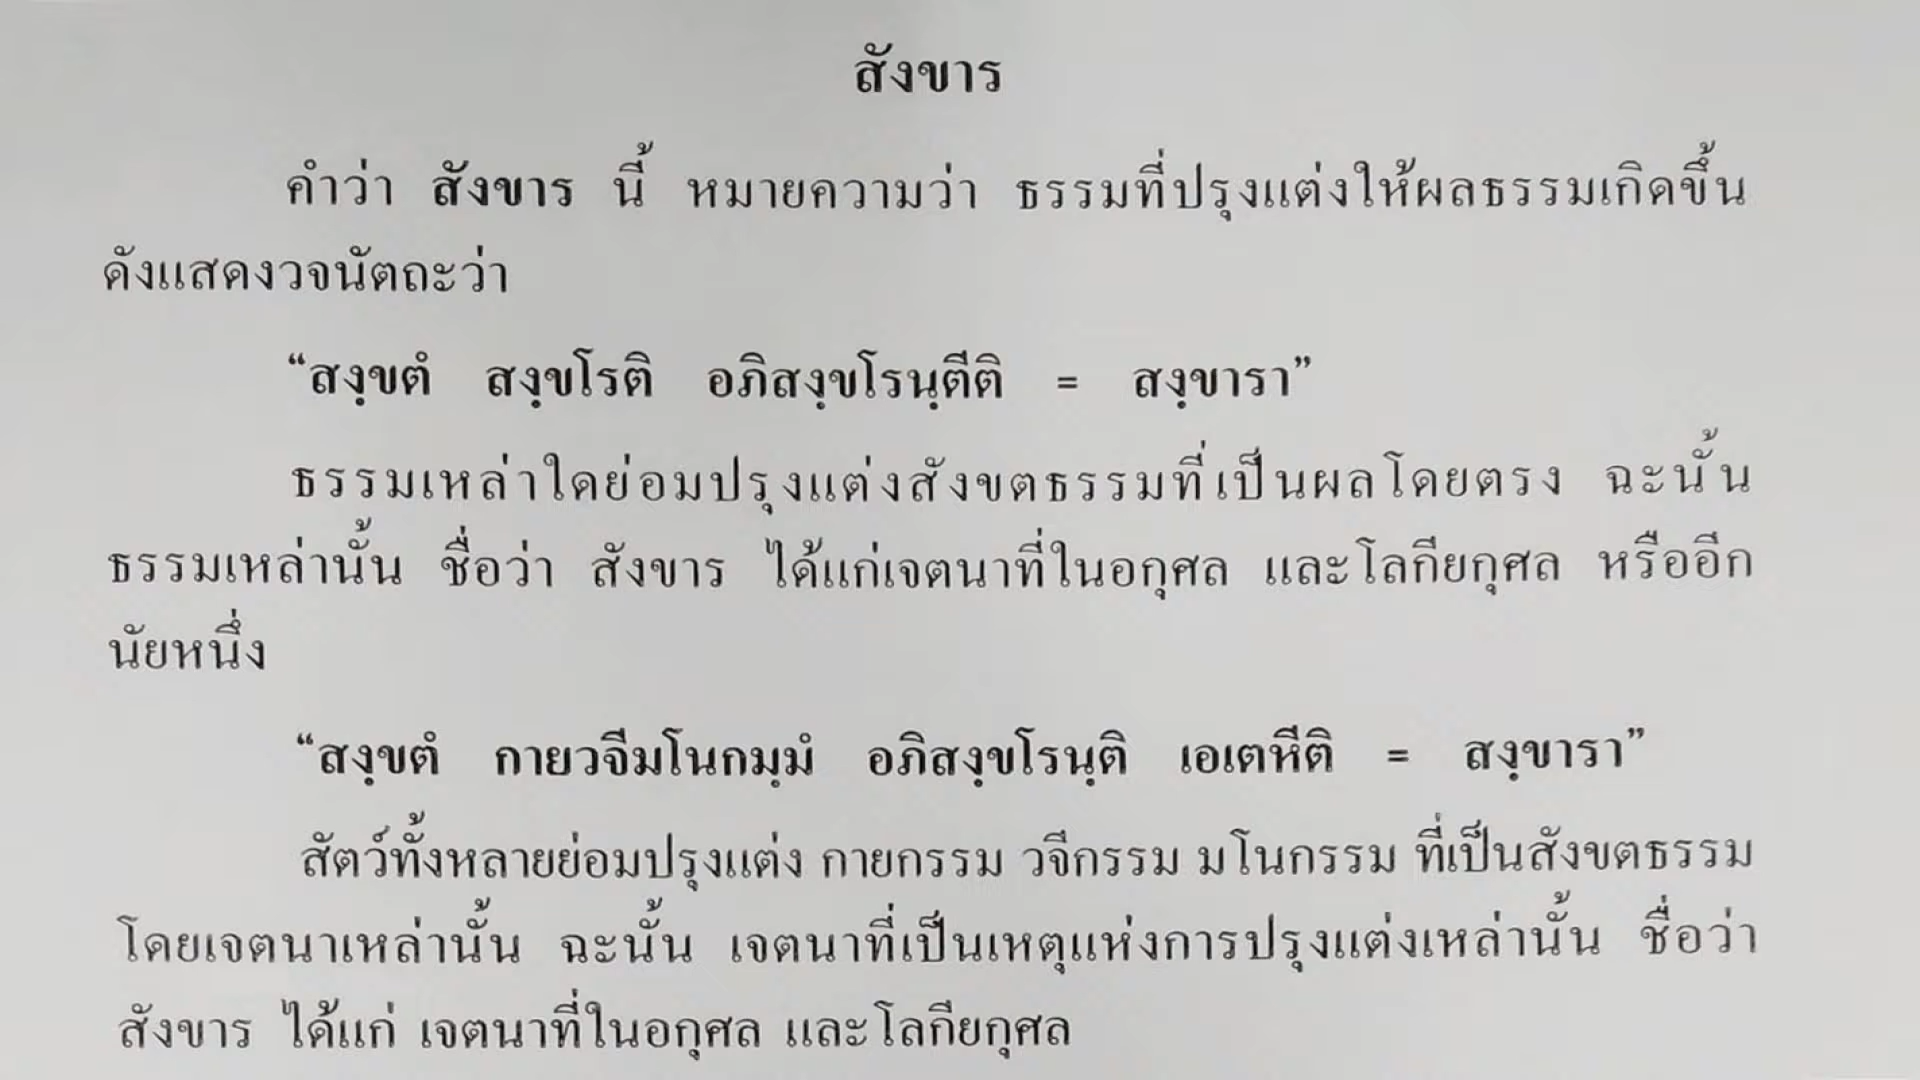 สังขาร
คำว่า สังขาร นี้ หมายความว่า ธรรมที่ปรุงแต่งให้ผลธรรมเกิดขึ้น
ดังแสดงวจนัตถะว่า
“สงฺขตํ สงฺขโรติ อภิสงฺขโรนฺตีติ = สงฺขารา”
ธรรมเหล่าใดย่อมปรุงแต่งสังขตธรรมที่เป็นผลโดยตรง ฉะนั้น
ธรรมเหล่านั้น ชื่อว่า สังขาร ได้แก่เจตนาที่ในอกุศล และโลกียกุศล หรืออีก
นัยหนึ่ง
“สงฺขตํ กายวจีมโนกมฺมํ อภิสงฺขโรนฺติ เอเตหีติ = สงฺขารา”
สัตว์ทั้งหลายย่อมปรุงแต่ง กายกรรม วจีกรรม มโนกรรม ที่เป็นสังขตธรรม
โดยเจตนาเหล่านั้น ฉะนั้น เจตนาที่เป็นเหตุแห่งการปรุงแต่งเหล่านั้น ชื่อว่า
สังขาร ได้แก่ เจตนาที่ในอกุศล และโลกียกุศล